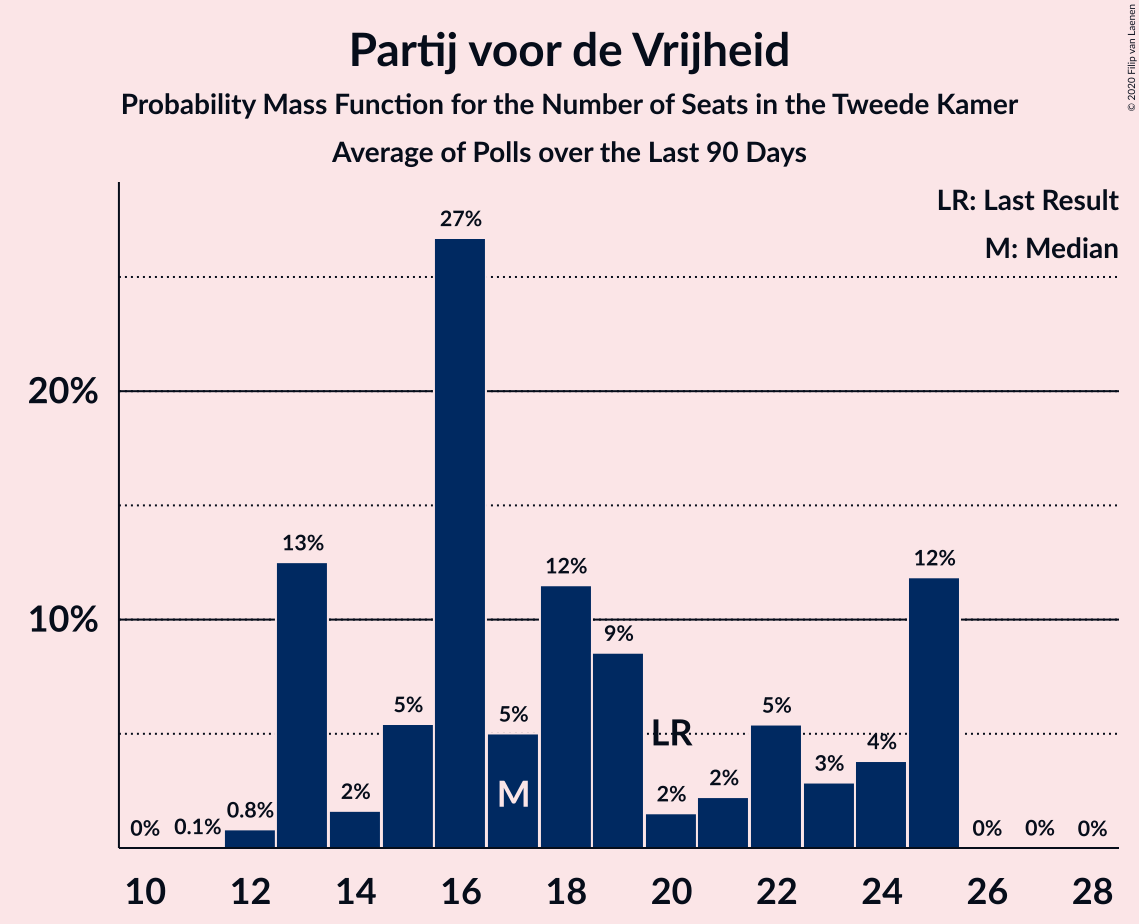 Partij voor de Vrijheid
Probability Mass Function for the Number of Seats in the Tweede Kamer
Average of Polls over the Last 90 Days
© 2020 Filip van Laenen
LR: Last Result
M: Median
20%
10%
0%
0.1%
0.8%
13%
2%
5%
27%
5%
12%
9%
2%
2%
5%
3%
4%
12%
0%
0%
0%
M
LR
10 12 14 16 18 20 22 24 26 28